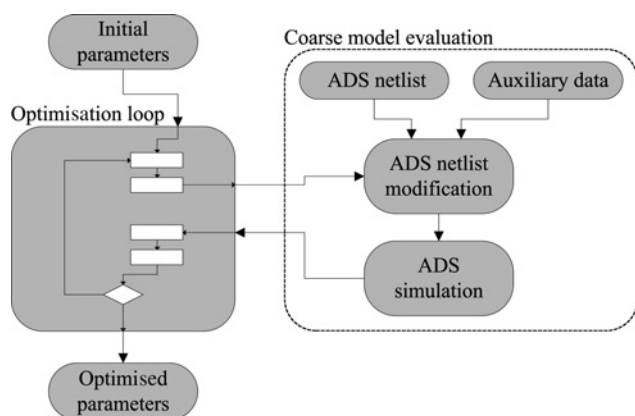 Initial
parameters
Coarse model evaluation
ADS netlist
Auxiliary data
Optimisation loop
ADS netlist
modification
ADS
simulation
Optimised
parameters